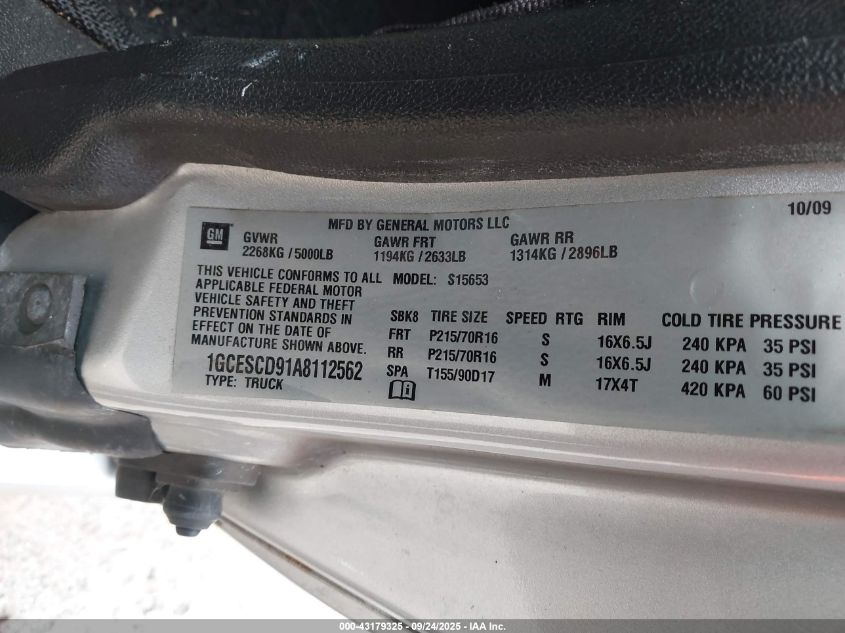 MFD BY GENERAL MOTORS LLC 10/09
GM
GVWR GAWR FRT GAWR RR
2268KG / 5000LB 1194KG / 2633LB 1314KG / 2896LB
THIS VEHICLE CONFORMS TO ALL MODEL: S15653
APPLICABLE FEDERAL MOTOR
VEHICLE SAFETY AND THEFT
PREVENTION STANDARDS IN
EFFECT ON THE DATE OF
MANUFACTURE SHOWN ABOVE.
SBK8 TIRE SIZE SPEED RTG RIM COLD TIRE PRESSURE
FRT P215/70R16 S 16X6.5J 240 KPA 35 PSI
RR P215/70R16 S 16X6.5J 240 KPA 35 PSI
SPA T155/90D17 M 17X4T 420 KPA 60 PSI
1GCESCD91A8112562
TYPE: TRUCK
000-43179325 - 09/24/2025 - IAA Inc.